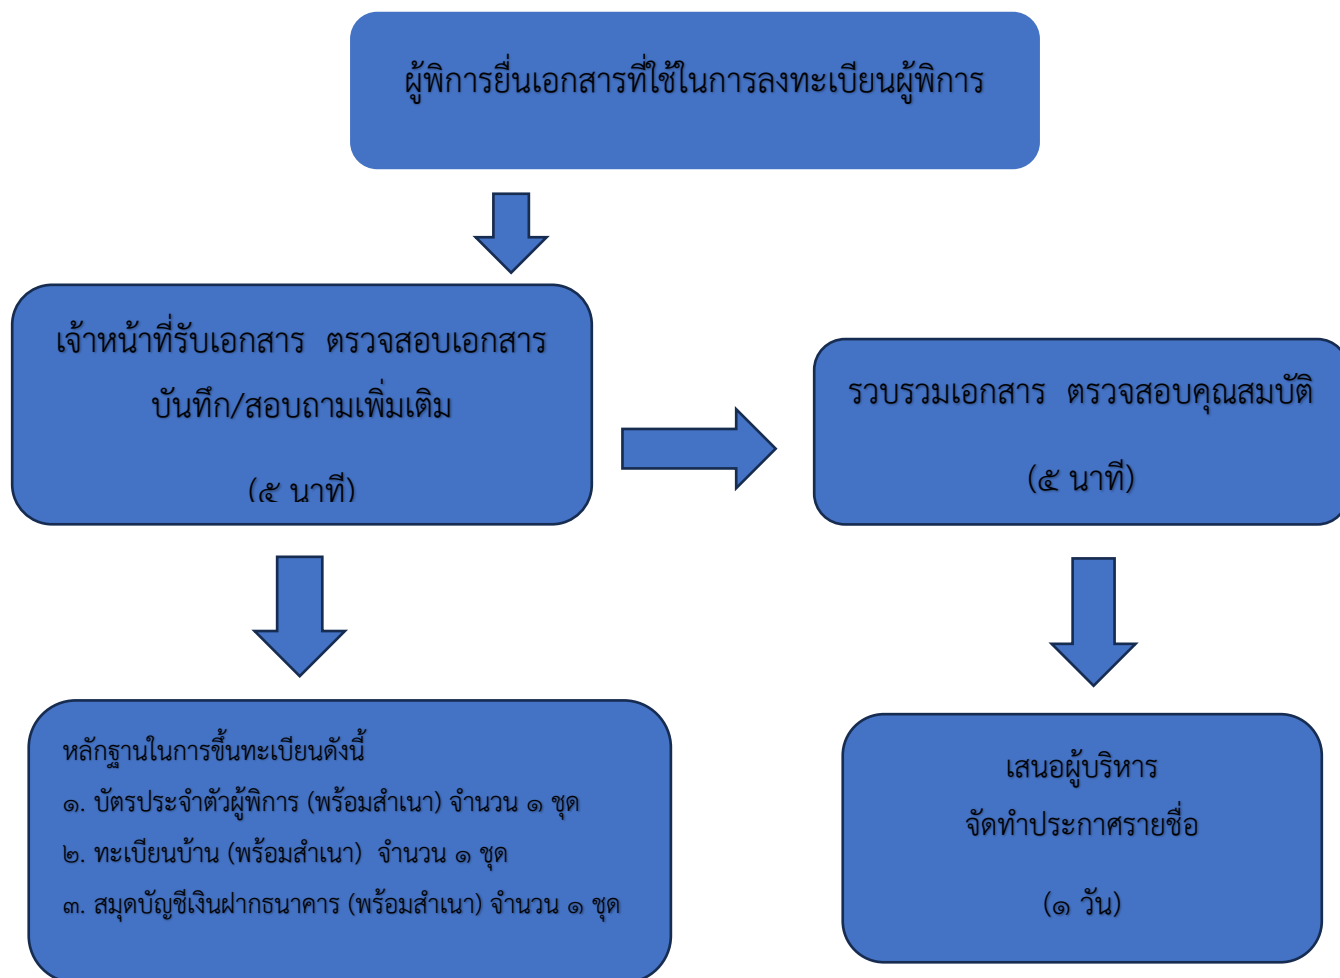 ผู้พิการยื่นเอกสารที่ใช้ในการลงทะเบียนผู้พิการ
เจ้าหน้าที่รับเอกสาร ตรวจสอบเอกสาร
บันทึก/สอบถามเพิ่มเติม
(๕ นาที)
รวบรวมเอกสาร ตรวจสอบคุณสมบัติ
(๕ นาที)
หลักฐานในการขึ้นทะเบียนดังนี้
๑. บัตรประจำตัวผู้พิการ (พร้อมสำเนา) จำนวน ๑ ชุด
๒. ทะเบียนบ้าน (พร้อมสำเนา) จำนวน ๑ ชุด
๓. สมุดบัญชีเงินฝากธนาคาร (พร้อมสำเนา) จำนวน ๑ ชุด
เสนอผู้บริหาร
จัดทำประกาศรายชื่อ
(๑ วัน)